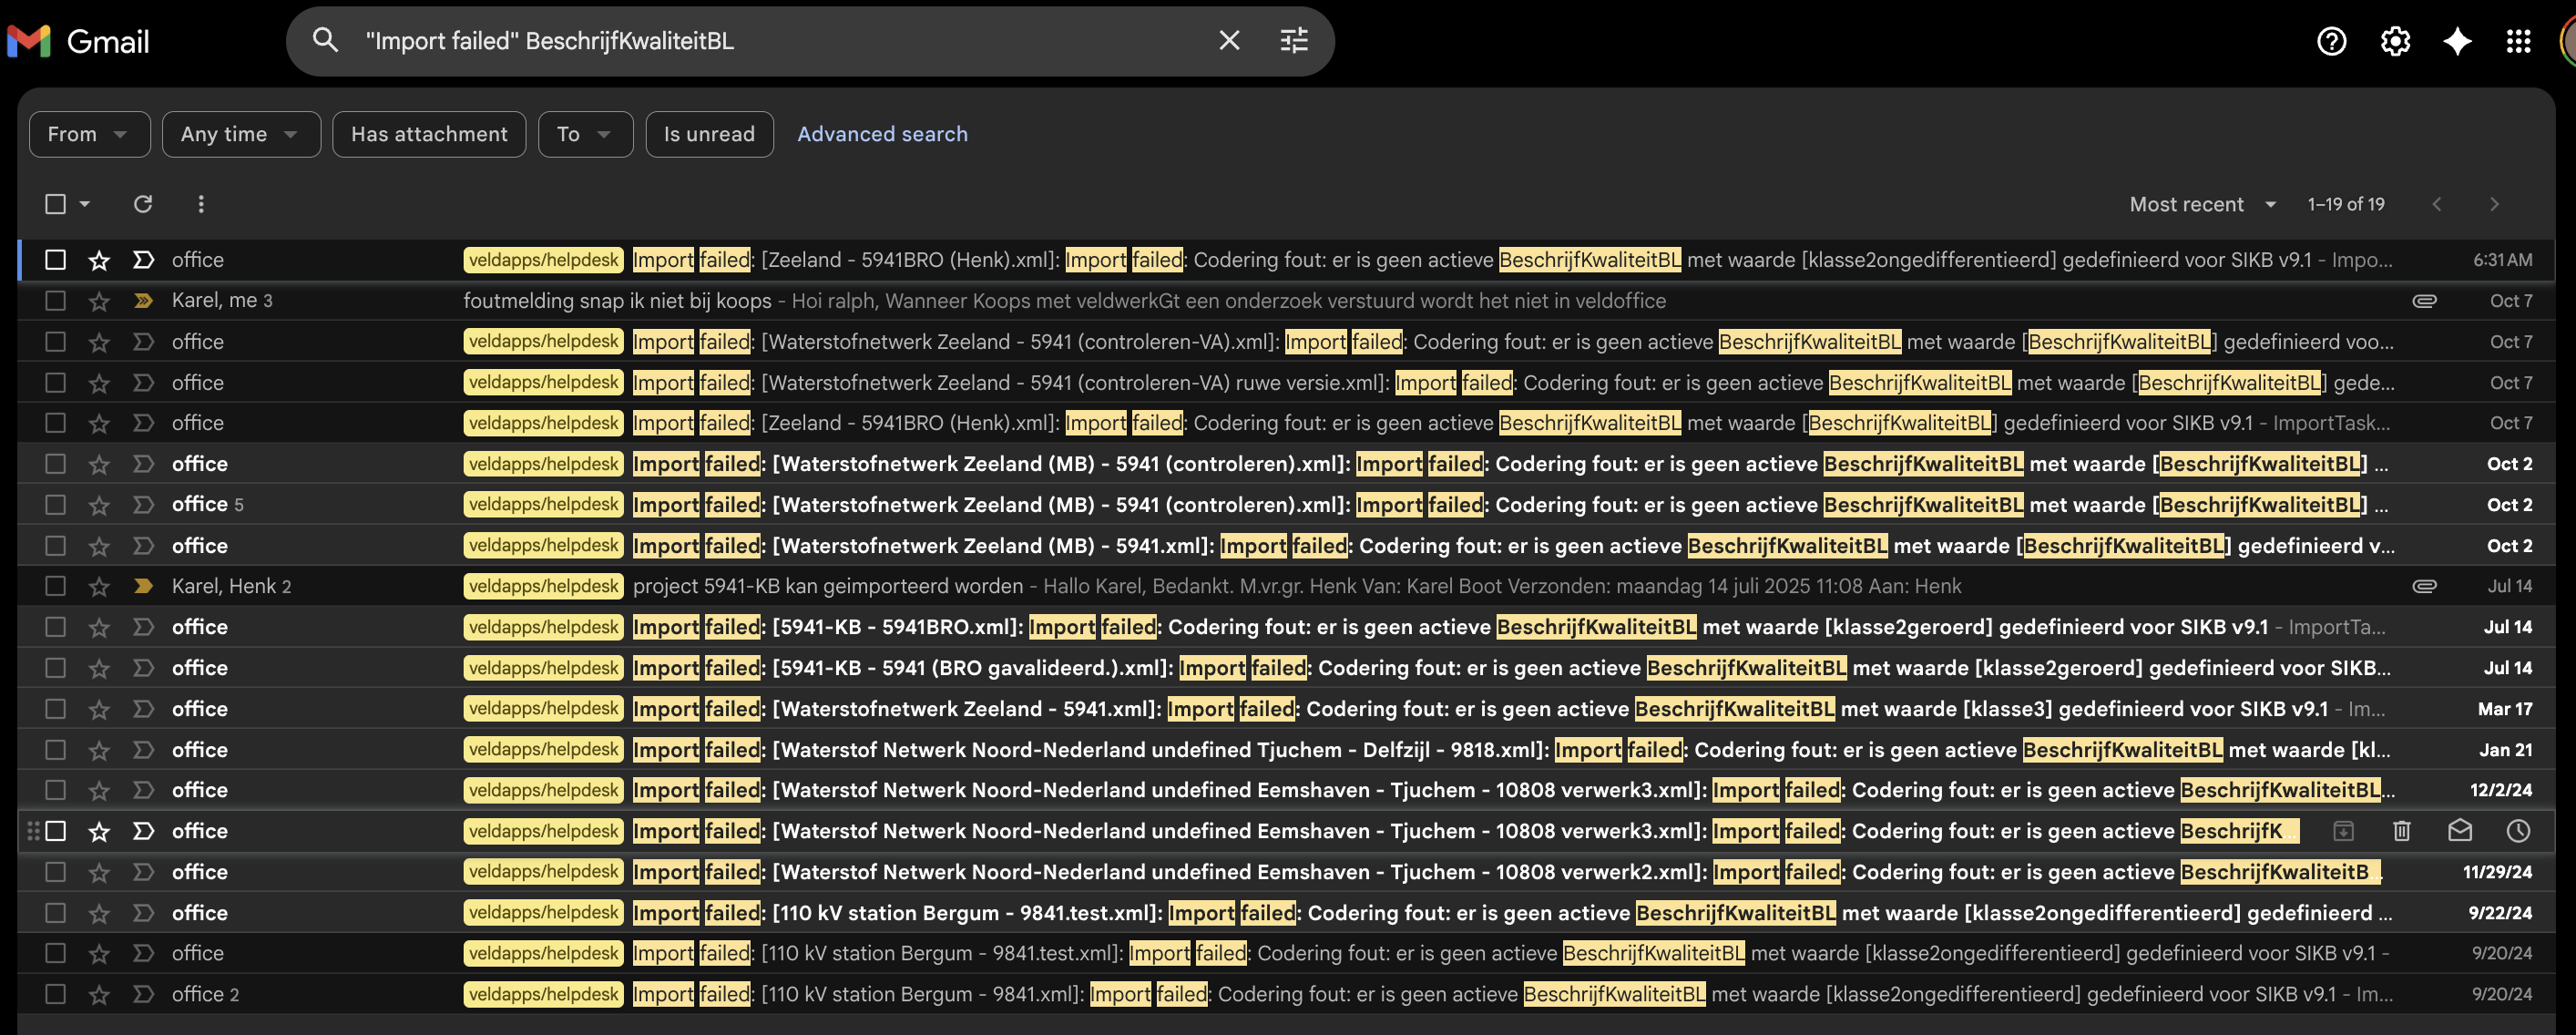 Gmail
"Import failed" BeschrijfKwaliteitBL
From Any time Has attachment To Is unread Advanced search
Most recent 1–19 of 19
office veldapps/helpdesk Import failed: [Zeeland - 5941BRO (Henk).xml]: Import failed: Codering fout: er is geen actieve BeschrijfKwaliteitBL met waarde [klasse2ongedifferentieerd] gedefinieerd voor SIKB v9.1 - Impo... 6:31 AM
Karel, me 3 foutmelding snap ik niet bij koops - Hoi ralph, Wanneer Koops met veldwerkGt een onderzoek verstuurd wordt het niet in veldoffice Oct 7
office veldapps/helpdesk Import failed: [Waterstofnetwerk Zeeland - 5941 (controleren-VA).xml]: Import failed: Codering fout: er is geen actieve BeschrijfKwaliteitBL met waarde [BeschrijfKwaliteitBL] gedefinieerd voo... Oct 7
office veldapps/helpdesk Import failed: [Waterstofnetwerk Zeeland - 5941 (controleren-VA) ruwe versie.xml]: Import failed: Codering fout: er is geen actieve BeschrijfKwaliteitBL met waarde [BeschrijfKwaliteitBL] gede... Oct 7
office veldapps/helpdesk Import failed: [Zeeland - 5941BRO (Henk).xml]: Import failed: Codering fout: er is geen actieve BeschrijfKwaliteitBL met waarde [BeschrijfKwaliteitBL] gedefinieerd voor SIKB v9.1 - ImportTask... Oct 7
office veldapps/helpdesk Import failed: [Waterstofnetwerk Zeeland (MB) - 5941 (controleren).xml]: Import failed: Codering fout: er is geen actieve BeschrijfKwaliteitBL met waarde [BeschrijfKwaliteitBL] ... Oct 2
office 5 veldapps/helpdesk Import failed: [Waterstofnetwerk Zeeland (MB) - 5941 (controleren).xml]: Import failed: Codering fout: er is geen actieve BeschrijfKwaliteitBL met waarde [BeschrijfKwaliteitBL] ... Oct 2
office veldapps/helpdesk Import failed: [Waterstofnetwerk Zeeland (MB) - 5941.xml]: Import failed: Codering fout: er is geen actieve BeschrijfKwaliteitBL met waarde [BeschrijfKwaliteitBL] gedefinieerd v... Oct 2
Karel, Henk 2 veldapps/helpdesk project 5941-KB kan geimporteerd worden - Hallo Karel, Bedankt. M.vr.gr. Henk Van: Karel Boot Verzonden: maandag 14 juli 2025 11:08 Aan: Henk Jul 14
office veldapps/helpdesk Import failed: [5941-KB - 5941BRO.xml]: Import failed: Codering fout: er is geen actieve BeschrijfKwaliteitBL met waarde [klasse2geroerd] gedefinieerd voor SIKB v9.1 - ImportTa... Jul 14
office veldapps/helpdesk Import failed: [5941-KB - 5941 (BRO gavalideerd.).xml]: Import failed: Codering fout: er is geen actieve BeschrijfKwaliteitBL met waarde [klasse2geroerd] gedefinieerd voor SIKB... Jul 14
office veldapps/helpdesk Import failed: [Waterstofnetwerk Zeeland - 5941.xml]: Import failed: Codering fout: er is geen actieve BeschrijfKwaliteitBL met waarde [klasse3] gedefinieerd voor SIKB v9.1 - Im... Mar 17
office veldapps/helpdesk Import failed: [Waterstof Netwerk Noord-Nederland undefined Tjuchem - Delfzijl - 9818.xml]: Import failed: Codering fout: er is geen actieve BeschrijfKwaliteitBL met waarde [kl... Jan 21
office veldapps/helpdesk Import failed: [Waterstof Netwerk Noord-Nederland undefined Eemshaven - Tjuchem - 10808 verwerk3.xml]: Import failed: Codering fout: er is geen actieve BeschrijfKwaliteitBL... 12/2/24
office veldapps/helpdesk Import failed: [Waterstof Netwerk Noord-Nederland undefined Eemshaven - Tjuchem - 10808 verwerk3.xml]: Import failed: Codering fout: er is geen actieve BeschrijfK...
office veldapps/helpdesk Import failed: [Waterstof Netwerk Noord-Nederland undefined Eemshaven - Tjuchem - 10808 verwerk2.xml]: Import failed: Codering fout: er is geen actieve BeschrijfKwaliteitB... 11/29/24
office veldapps/helpdesk Import failed: [110 kV station Bergum - 9841.test.xml]: Import failed: Codering fout: er is geen actieve BeschrijfKwaliteitBL met waarde [klasse2ongedifferentieerd] gedefinieerd ... 9/22/24
office veldapps/helpdesk Import failed: [110 kV station Bergum - 9841.test.xml]: Import failed: Codering fout: er is geen actieve BeschrijfKwaliteitBL met waarde [klasse2ongedifferentieerd] gedefinieerd voor SIKB v9.1 - 9/20/24
office 2 veldapps/helpdesk Import failed: [110 kV station Bergum - 9841.xml]: Import failed: Codering fout: er is geen actieve BeschrijfKwaliteitBL met waarde [klasse2ongedifferentieerd] gedefinieerd voor SIKB v9.1 - Im... 9/20/24